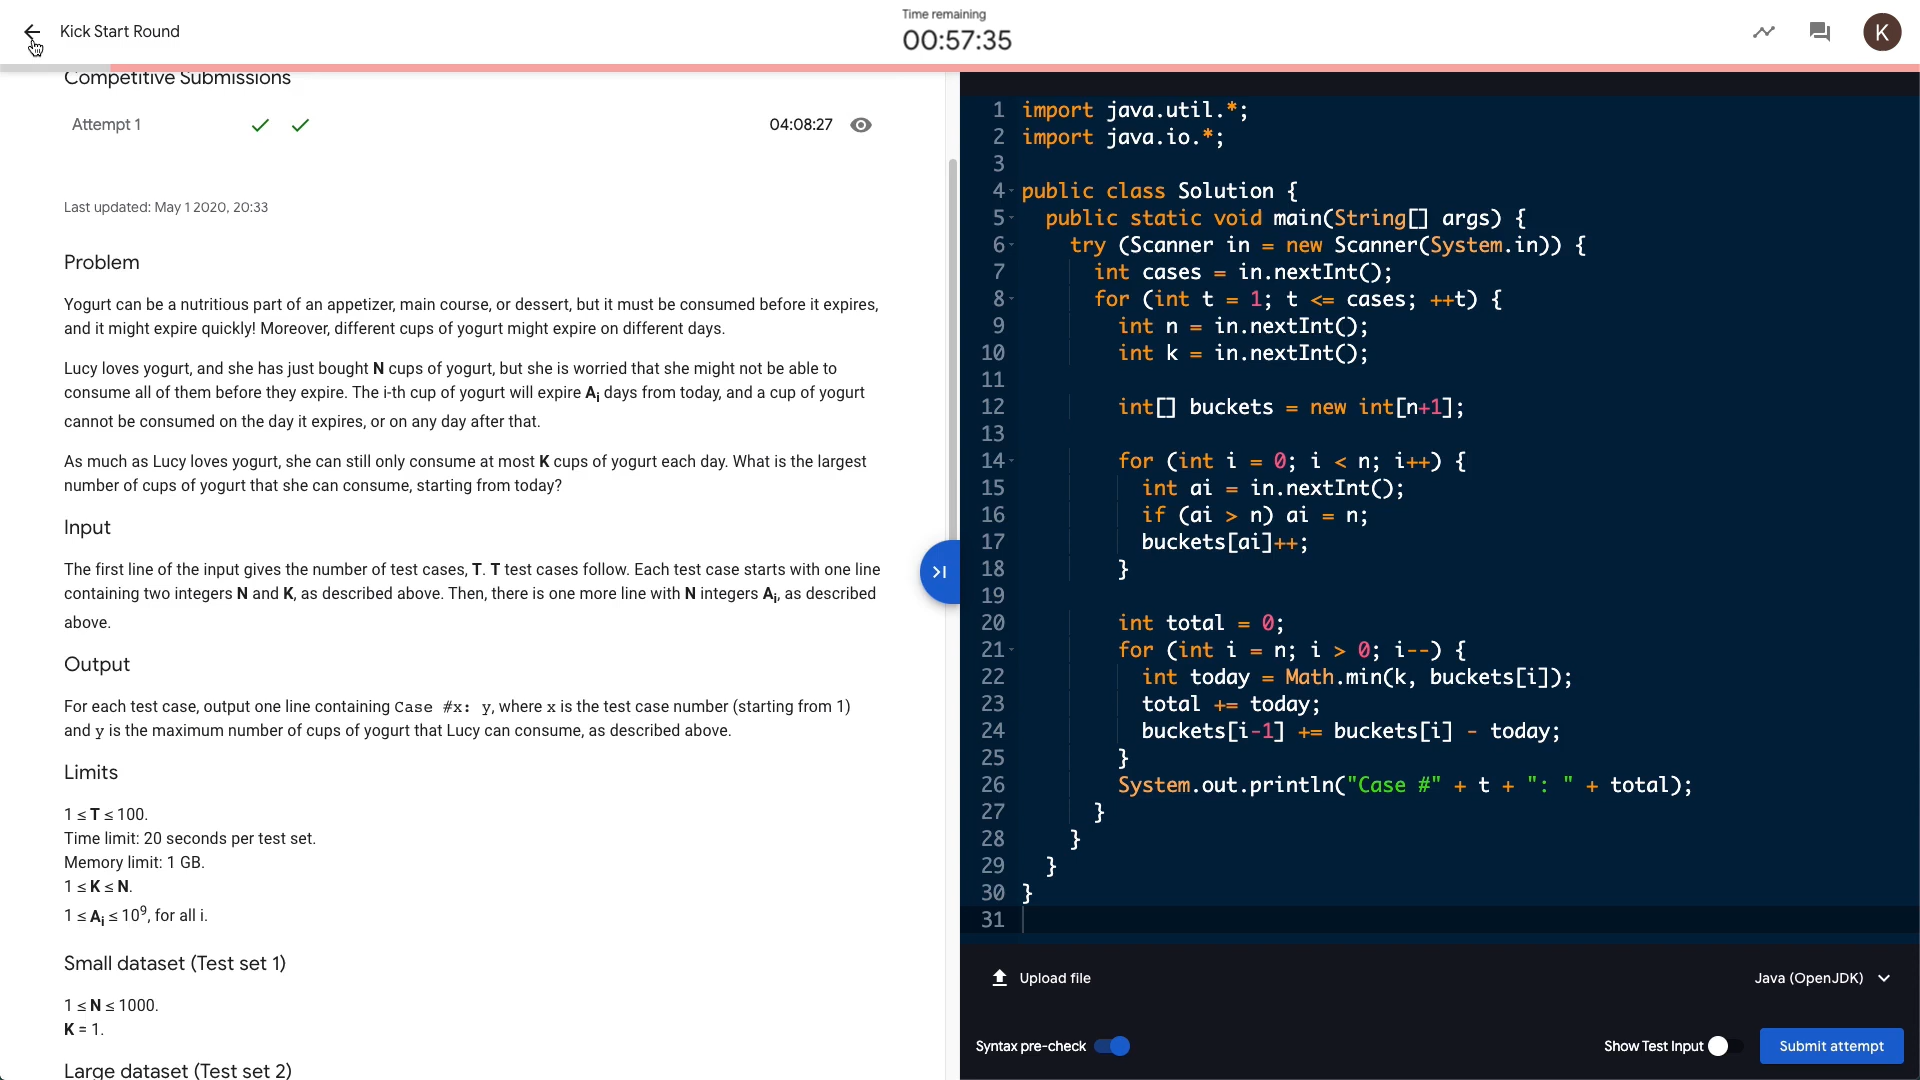 Kick Start Round
Time remaining
00:57:35
K
Competitive Submissions
Attempt 1
04:08:27
Last updated: May 1 2020, 20:33
Problem
Yogurt can be a nutritious part of an appetizer, main course, or dessert, but it must be consumed before it expires,
and it might expire quickly! Moreover, different cups of yogurt might expire on different days.
Lucy loves yogurt, and she has just bought N cups of yogurt, but she is worried that she might not be able to
consume all of them before they expire. The i-th cup of yogurt will expire Ai days from today, and a cup of yogurt
cannot be consumed on the day it expires, or on any day after that.
As much as Lucy loves yogurt, she can still only consume at most K cups of yogurt each day. What is the largest
number of cups of yogurt that she can consume, starting from today?
Input
The first line of the input gives the number of test cases, T. T test cases follow. Each test case starts with one line
containing two integers N and K, as described above. Then, there is one more line with N integers Ai, as described
above.
Output
For each test case, output one line containing Case #x: y, where x is the test case number (starting from 1)
and y is the maximum number of cups of yogurt that Lucy can consume, as described above.
Limits
1 ≤ T ≤ 100.
Time limit: 20 seconds per test set.
Memory limit: 1 GB.
1 ≤ K ≤ N.
1 ≤ Ai ≤ 10⁹, for all i.
Small dataset (Test set 1)
1 ≤ N ≤ 1000.
K = 1.
Large dataset (Test set 2)
1 import java.util.*;
2 import java.io.*;
3
4 public class Solution {
5 public static void main(String[] args) {
6 try (Scanner in = new Scanner(System.in)) {
7 int cases = in.nextInt();
8 for (int t = 1; t <= cases; ++t) {
9 int n = in.nextInt();
10 int k = in.nextInt();
11
12 int[] buckets = new int[n+1];
13
14 for (int i = 0; i < n; i++) {
15 int ai = in.nextInt();
16 if (ai > n) ai = n;
17 buckets[ai]++;
18 }
19
20 int total = 0;
21 for (int i = n; i > 0; i--) {
22 int today = Math.min(k, buckets[i]);
23 total += today;
24 buckets[i-1] += buckets[i] - today;
25 }
26 System.out.println("Case #" + t + ": " + total);
27 }
28 }
29 }
30 }
31
Upload file
Java (OpenJDK)
Syntax pre-check
Show Test Input
Submit attempt